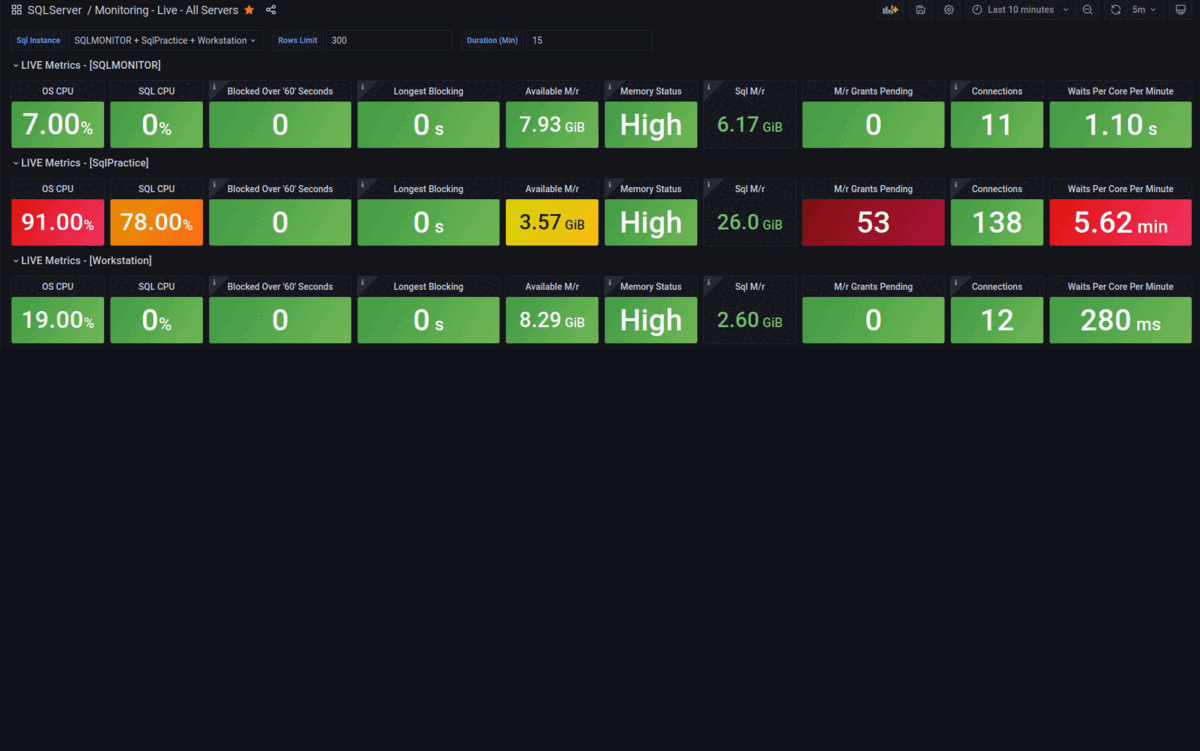 SQLServer / Monitoring - Live - All Servers
Last 10 minutes
5m
Sql Instance SQLMONITOR + SqlPractice + Workstation Rows Limit 300 Duration (Min) 15
LIVE Metrics - [SQLMONITOR]
OS CPU SQL CPU Blocked Over '60' Seconds Longest Blocking Available M/r Memory Status Sql M/r M/r Grants Pending Connections Waits Per Core Per Minute
7.00% 0% 0 0 s 7.93 GiB High 6.17 GiB 0 11 1.10 s
LIVE Metrics - [SqlPractice]
OS CPU SQL CPU Blocked Over '60' Seconds Longest Blocking Available M/r Memory Status Sql M/r M/r Grants Pending Connections Waits Per Core Per Minute
91.00% 78.00% 0 0 s 3.57 GiB High 26.0 GiB 53 138 5.62 min
LIVE Metrics - [Workstation]
OS CPU SQL CPU Blocked Over '60' Seconds Longest Blocking Available M/r Memory Status Sql M/r M/r Grants Pending Connections Waits Per Core Per Minute
19.00% 0% 0 0 s 8.29 GiB High 2.60 GiB 0 12 280 ms